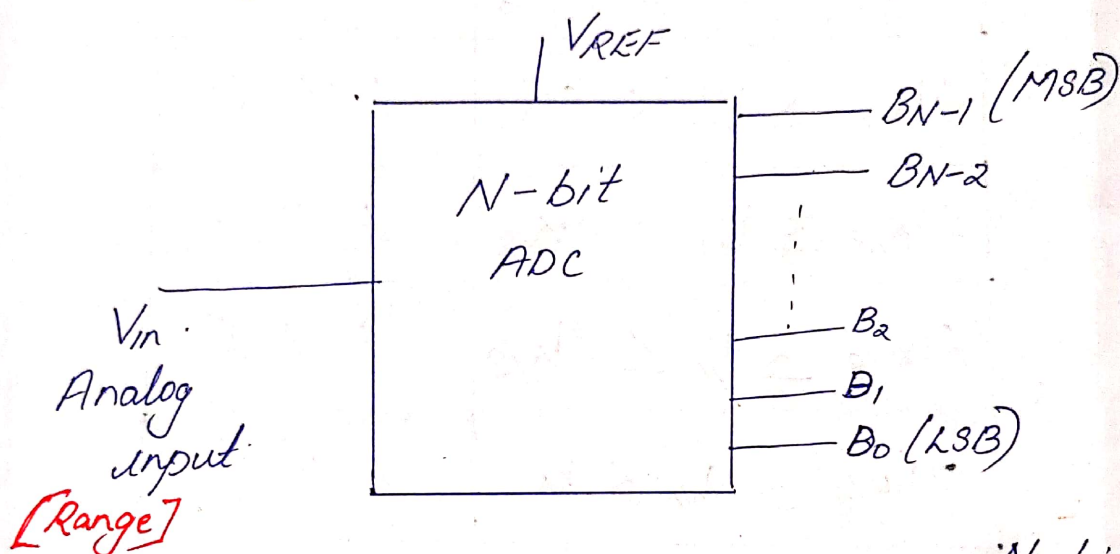 VREF
BN-1 (MSB)
BN-2
N-bit
ADC
Vin
Analog
input
[Range]
B2
B1
B0 (LSB)